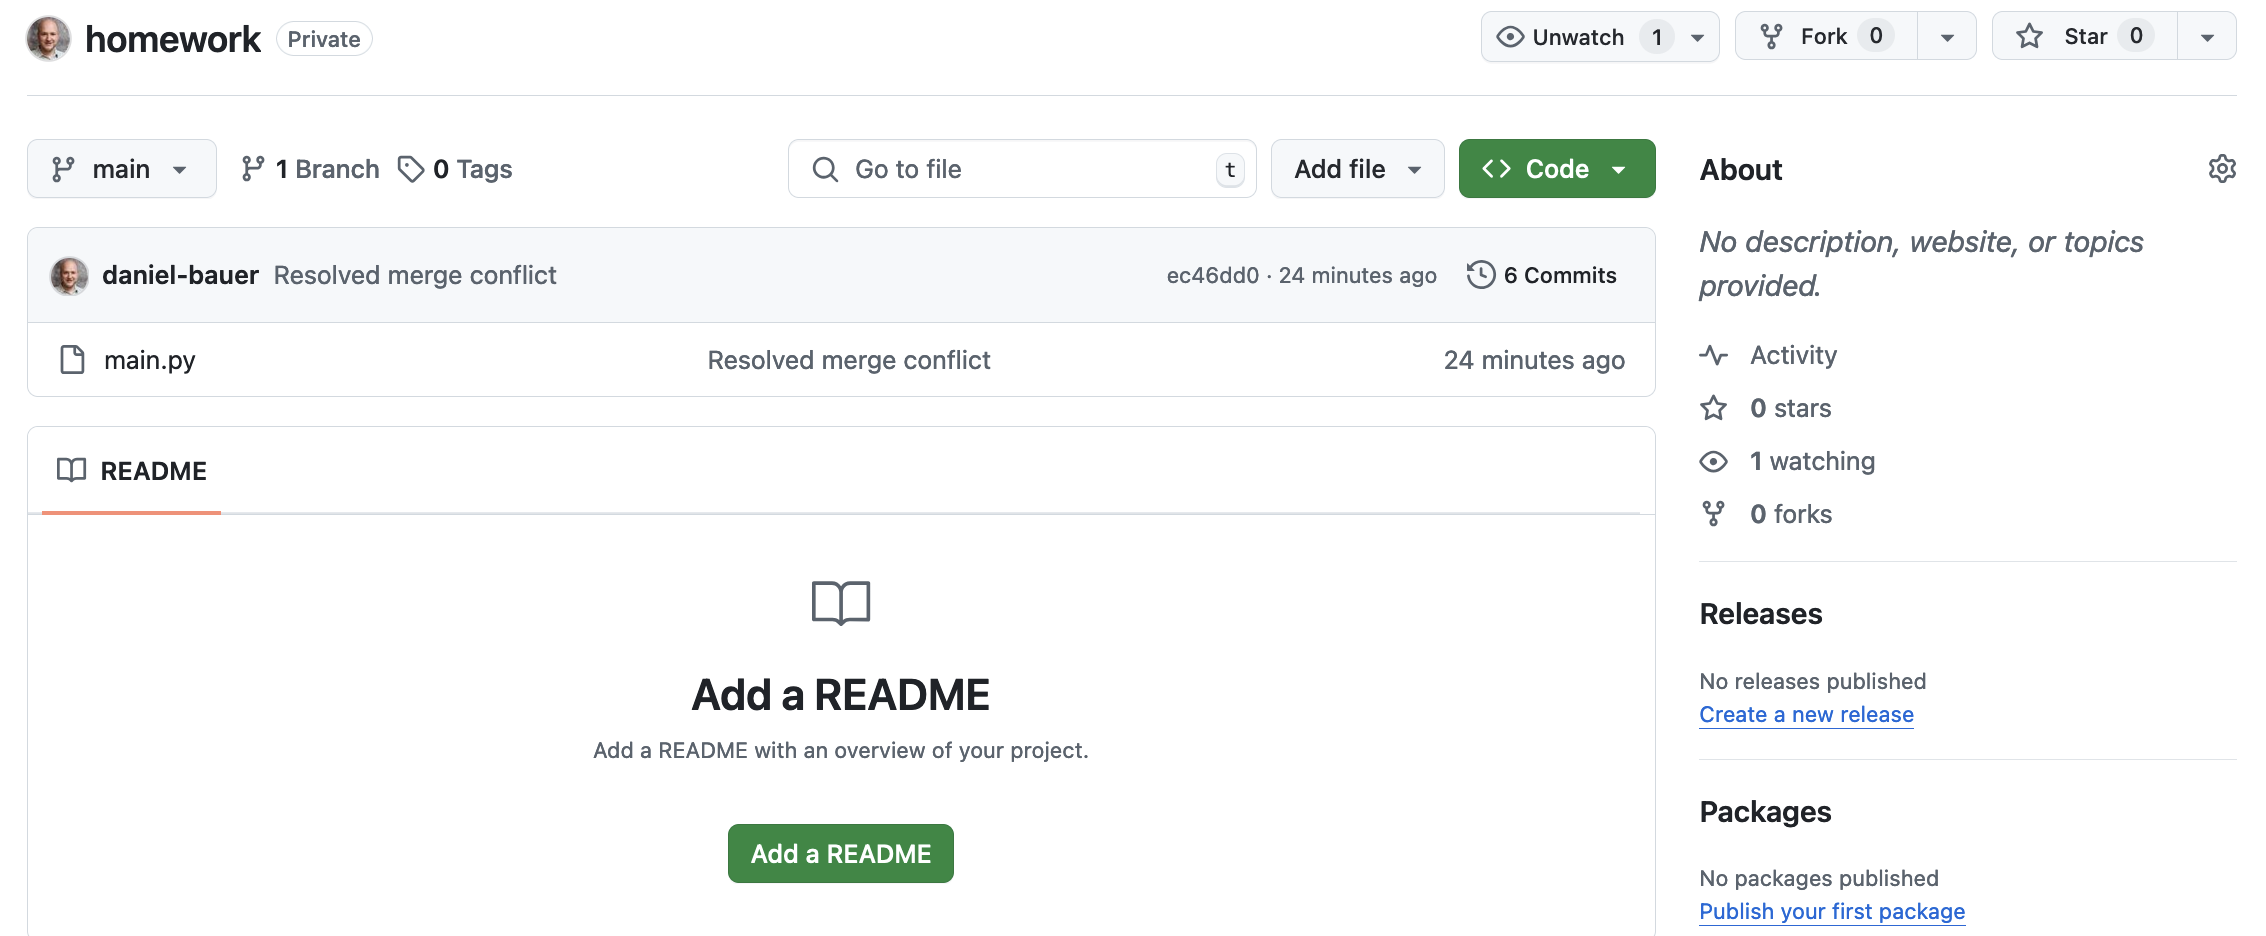 homework Private Unwatch 1 Fork 0 Star 0
main 1 Branch 0 Tags Go to file t Add file Code
daniel-bauer Resolved merge conflict ec46dd0 · 24 minutes ago 6 Commits
main.py Resolved merge conflict 24 minutes ago
README
Add a README
Add a README with an overview of your project.
Add a README
About
No description, website, or topics
provided.
Activity
0 stars
1 watching
0 forks
Releases
No releases published
Create a new release
Packages
No packages published
Publish your first package